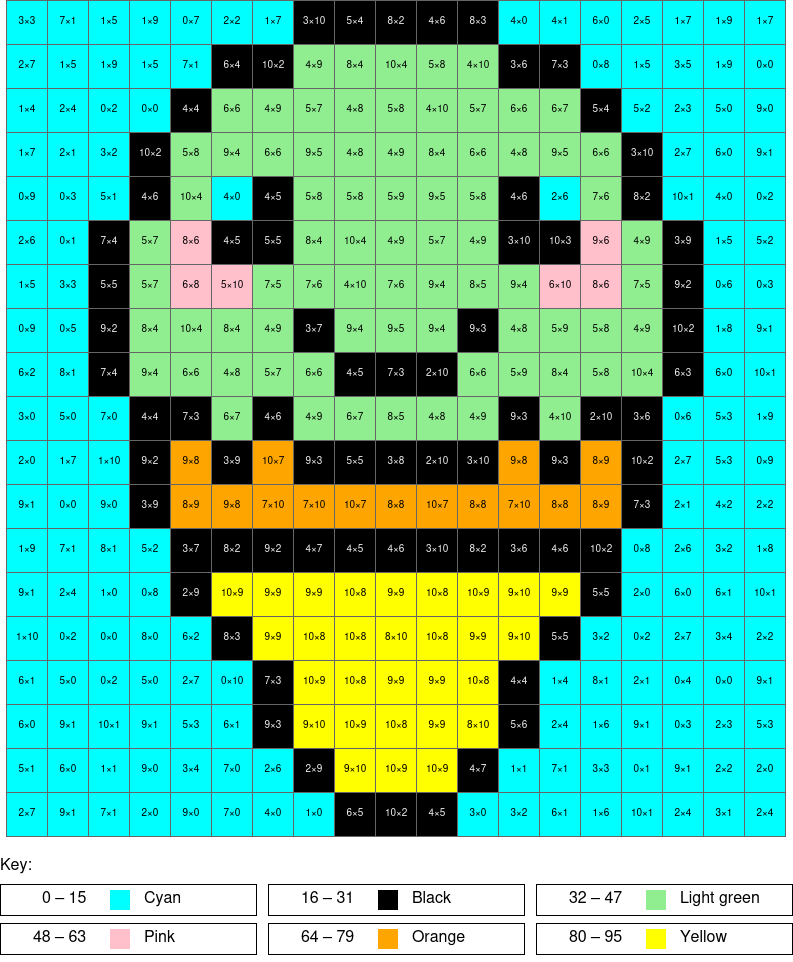 3×3 7×1 1×5 1×9 0×7 2×2 1×7 3×10 5×4 8×2 4×6 8×3 4×0 4×1 6×0 2×5 1×7 1×9 1×7
2×7 1×5 1×9 1×5 7×1 6×4 10×2 4×9 8×4 10×4 5×8 4×10 3×6 7×3 0×8 1×5 3×5 1×9 0×0
1×4 2×4 0×2 0×0 4×4 6×6 4×9 5×7 4×8 5×8 4×10 5×7 6×6 6×7 5×4 5×2 2×3 5×0 9×0
1×7 2×1 3×2 10×2 5×8 9×4 6×6 9×5 4×8 4×9 8×4 6×6 4×8 9×5 6×6 3×10 2×7 6×0 9×1
0×9 0×3 5×1 4×6 10×4 4×0 4×5 5×8 5×8 5×9 9×5 5×8 4×6 2×6 7×6 8×2 10×1 4×0 0×2
2×6 0×1 7×4 5×7 8×6 4×5 5×5 8×4 10×4 4×9 5×7 4×9 3×10 10×3 9×6 4×9 3×9 1×5 5×2
1×5 3×3 5×5 5×7 6×8 5×10 7×5 7×6 4×10 7×6 9×4 8×5 9×4 6×10 8×6 7×5 9×2 0×6 0×3
0×9 0×5 9×2 8×4 10×4 8×4 4×9 3×7 9×4 9×5 9×4 9×3 4×8 5×9 5×8 4×9 10×2 1×8 9×1
6×2 8×1 7×4 9×4 6×6 4×8 5×7 6×6 4×5 7×3 2×10 6×6 5×9 8×4 5×8 10×4 6×3 6×0 10×1
3×0 5×0 7×0 4×4 7×3 6×7 4×6 4×9 6×7 8×5 4×8 4×9 9×3 4×10 2×10 3×6 0×6 5×3 1×9
2×0 1×7 1×10 9×2 9×8 3×9 10×7 9×3 5×5 3×8 2×10 3×10 9×8 9×3 8×9 10×2 2×7 5×3 0×9
9×1 0×0 9×0 3×9 8×9 9×8 7×10 7×10 10×7 8×8 10×7 8×8 7×10 8×8 8×9 7×3 2×1 4×2 2×2
1×9 7×1 8×1 5×2 3×7 8×2 9×2 4×7 4×5 4×6 3×10 8×2 3×6 4×6 10×2 0×8 2×6 3×2 1×8
9×1 2×4 1×0 0×8 2×9 10×9 9×9 9×9 10×8 9×9 10×8 10×9 9×10 9×9 5×5 2×0 6×0 6×1 10×1
1×10 0×2 0×0 8×0 6×2 8×3 9×9 10×8 10×8 8×10 10×8 9×9 9×10 5×5 3×2 0×2 2×7 3×4 2×2
6×1 5×0 0×2 5×0 2×7 0×10 7×3 10×9 10×8 9×9 9×9 10×8 4×4 1×4 8×1 2×1 0×4 0×0 9×1
6×0 9×1 10×1 9×1 5×3 6×1 9×3 9×10 10×9 10×8 9×9 8×10 5×6 2×4 1×6 9×1 0×3 2×3 5×3
5×1 6×0 1×1 9×0 3×4 7×0 2×6 2×9 9×10 10×9 10×9 4×7 1×1 7×1 3×3 0×1 9×1 2×2 2×0
2×7 9×1 7×1 2×0 9×0 7×0 4×0 1×0 6×5 10×2 4×5 3×0 3×2 6×1 1×6 10×1 2×4 3×1 2×4
Key:
0 – 15 Cyan 16 – 31 Black 32 – 47 Light green
48 – 63 Pink 64 – 79 Orange 80 – 95 Yellow